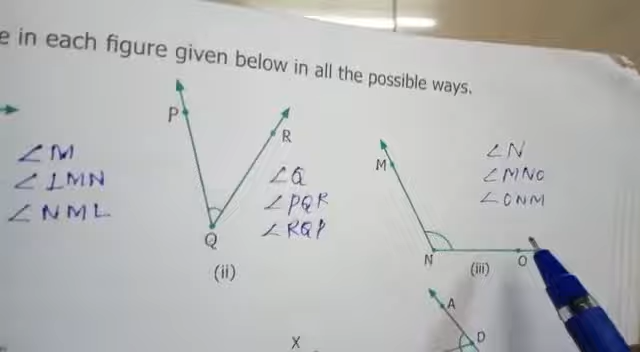 e in each figure given below in all the possible ways.
∠M
∠LMN
∠NML
P
R
Q
∠Q
∠PQR
∠RQP
(ii)
M
N
O
∠N
∠MNO
∠ONM
(iii)
A
D
X